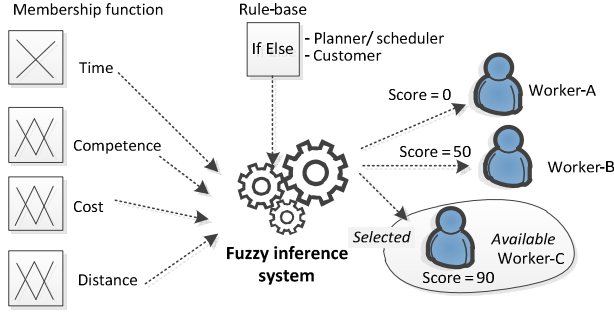 Membership function
Time
Competence
Cost
Distance
Rule-base
If Else
- Planner/ scheduler
- Customer
Fuzzy inference
system
Score = 0
Worker-A
Score = 50
Worker-B
Selected
Available
Worker-C
Score = 90